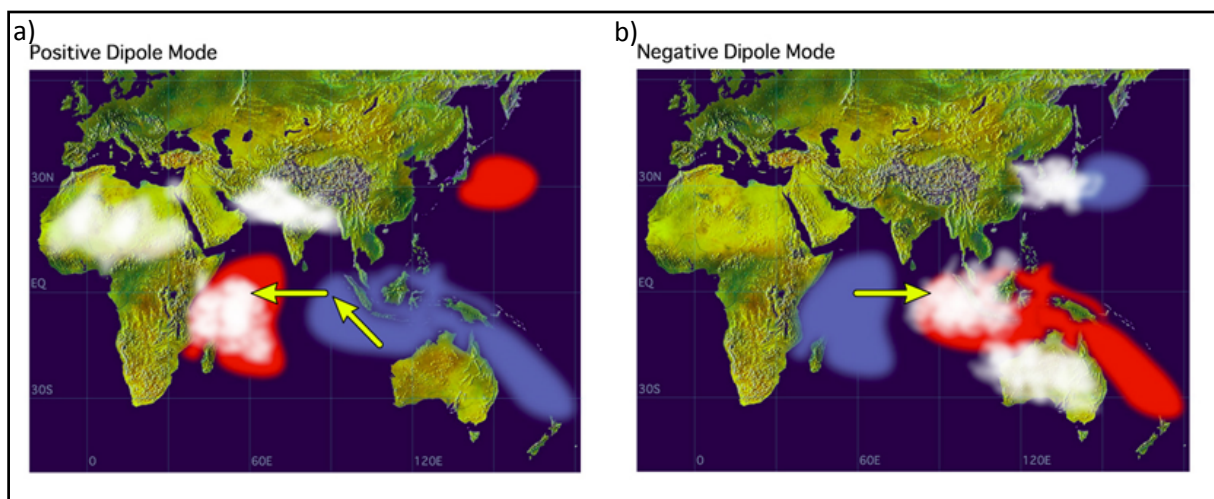 a)
Positive Dipole Mode
30N
EQ
30S
0
60E
120E
b)
Negative Dipole Mode
30N
EQ
30S
0
60E
120E